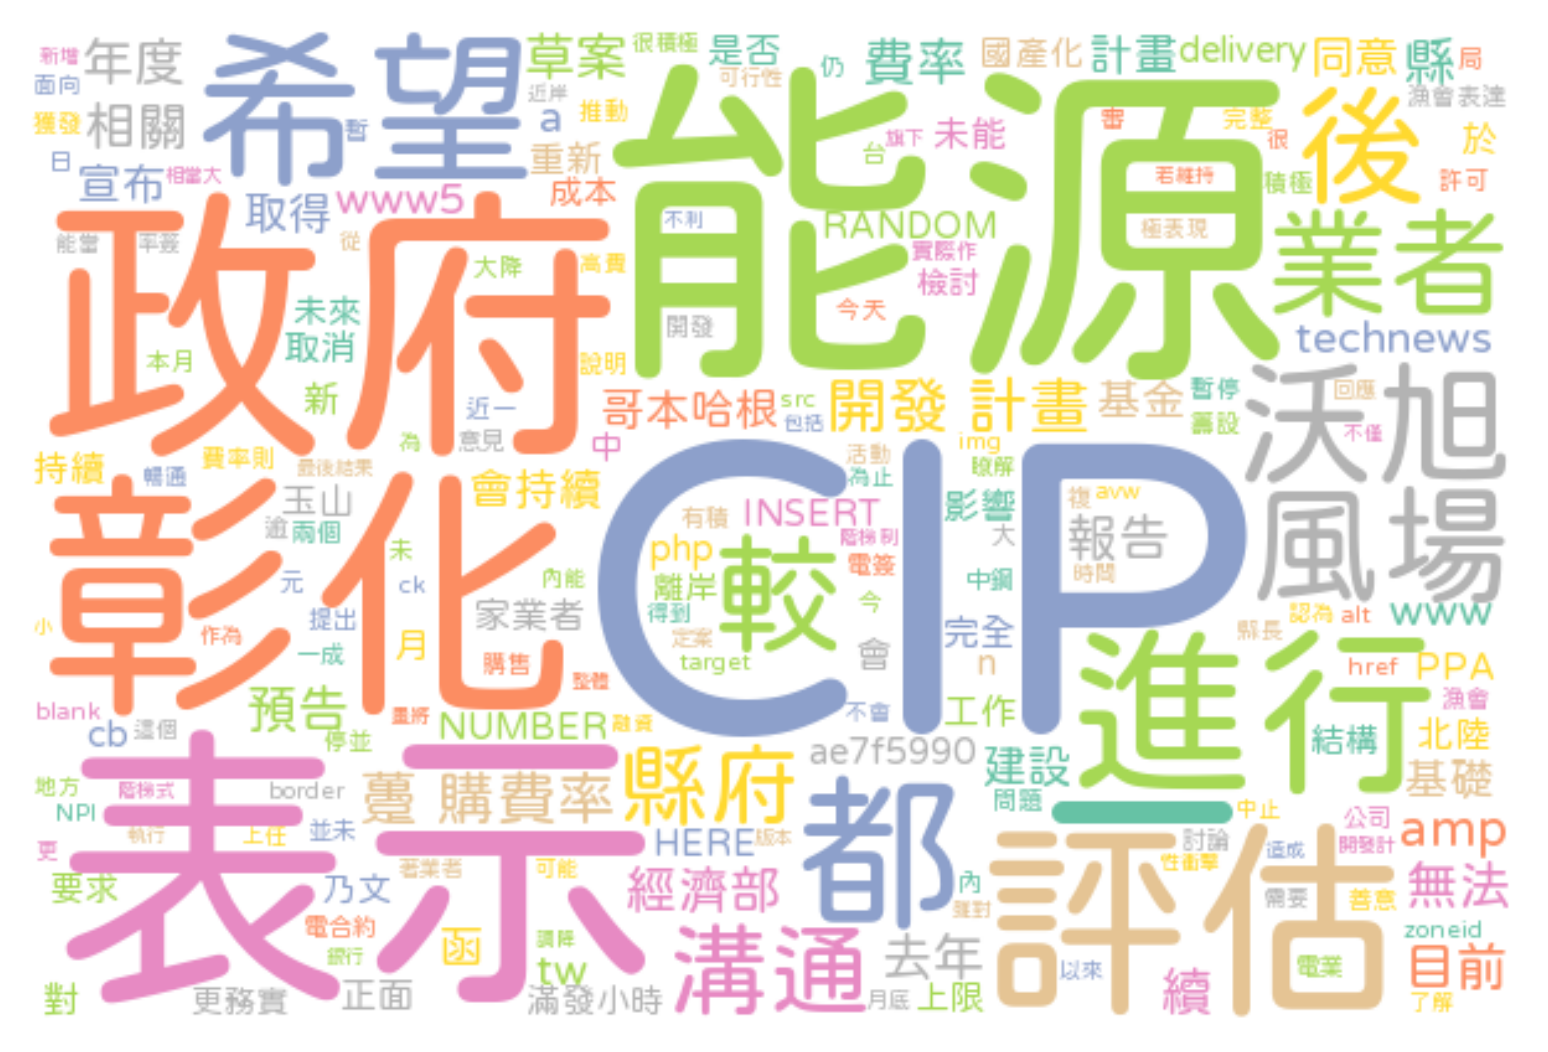 新增 年度 希望 草案 很積極 是否 仍 費率 國產化 計畫 delivery 同意 縣 局
面向 近岸 可行性 漁會表達
獲發 相關 暫 a 推動 旗下 未能 審 完整 很 後 於
日 宣布 相當大 重新 台 能源 若維持 積極 許可
取得 www5 成本 不利 RANDOM 極表現 業者
政府 能當 率簽 從 大降 高費 實際作
未來 檢討 今天 technews
取消 本月 說明 開發
新 近一 哥本哈根 src 開發 計畫 基金 暫停 沃旭 回應
持續 暢通 費率則 最後結果 為 意見 中 包括 img 籌設 不僅
彰化 玉山 會持續 CIP 活動 為止 瞭解 影響 複 avw 風場
逾 兩個 未 有積 INSERT 階梯制 大 報告
元 ck 內能 php 離岸 較 電簽 中鋼 時間
小 提出 作為 家業者 得到 今 完全 認為 alt www
一成 月 購售 定案 target 會 n 縣長 進行 href PPA
blank 預告 整體 不會 工作 漁會
cb 這個 停並 NUMBER 融資 ae7f5990 建設 結構 北陸
表示 地方 階梯式 border 躉 購費率 縣府 都 問題 一 中止 基礎
NPI 執行 上任 並未 HERE 版本 討論 公司 amp
更 著業者 可能 性衝擊 造成 開發計
要求 乃文 經濟部 內 評估 需要 善意 無法
電合約 函 調降 溝通 去年 zoneid
銀行 tw 以來 電業 目前
對 更務實 正面 滿發小時 月底 上限 續 了解